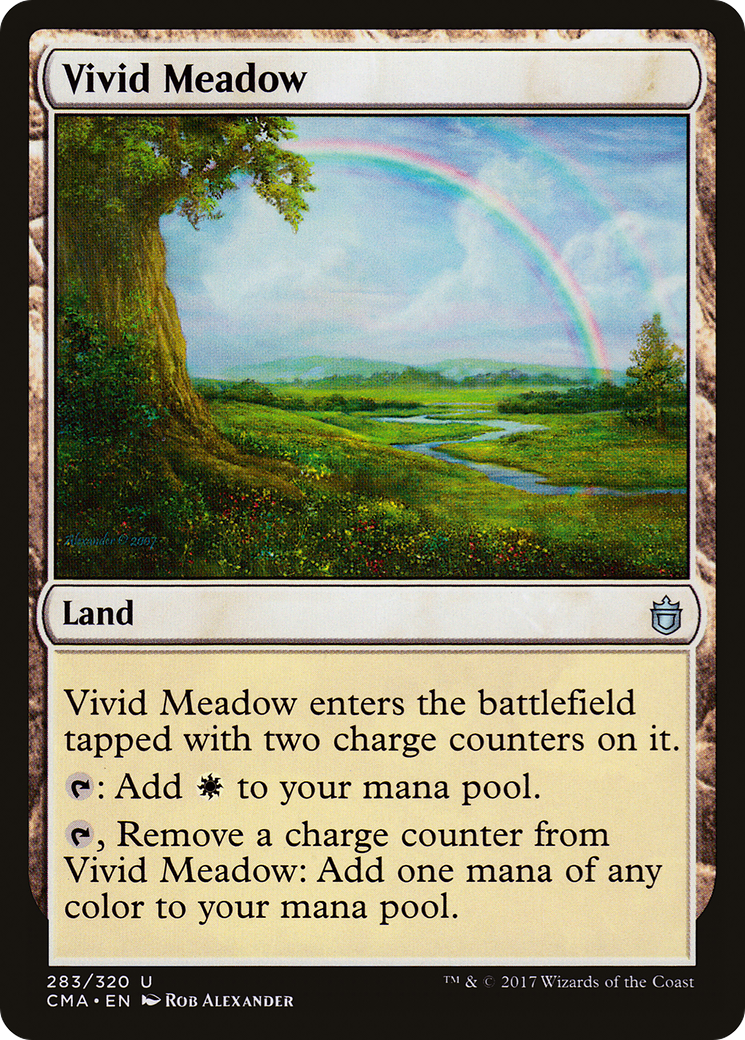 Vivid Meadow
Alexander © 2007
Land
Vivid Meadow enters the battlefield
tapped with two charge counters on it.
: Add to your mana pool.
, Remove a charge counter from
Vivid Meadow: Add one mana of any
color to your mana pool.
283/320 U
CMA • EN Rob Alexander
™ & © 2017 Wizards of the Coast